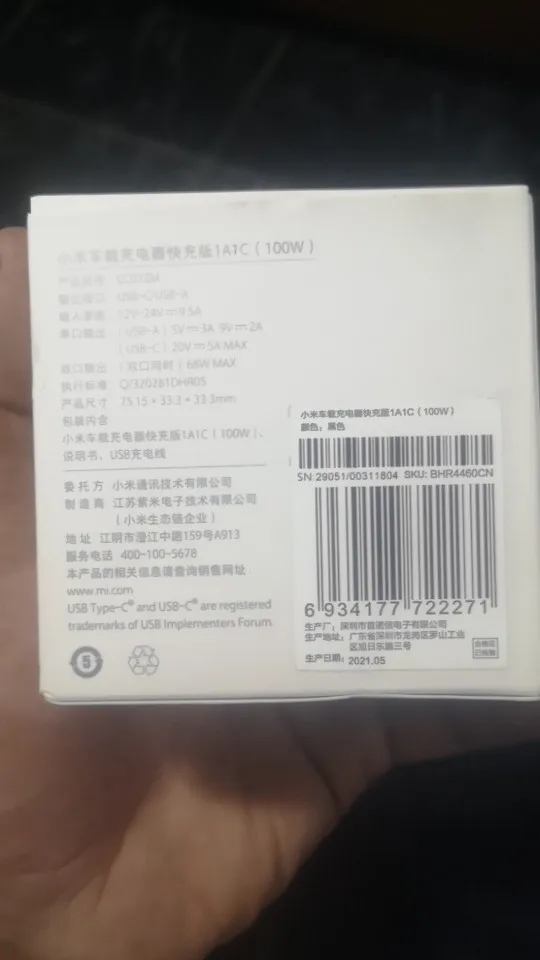 小米车载充电器快充版1A1C（100W）
产品型号
输出接口 USB-C/USB-A
输入参数 12V-24V⎓9.5A
单口输出 （USB-A）5V⎓3A 9V⎓2A
（USB-C）20V⎓5A MAX
双口输出 （双口同时）68W MAX
执行标准 Q/320281DHR05
产品尺寸 75.15×33.3×33.3mm
包装内含
小米车载充电器快充版1A1C（100W）、
说明书、USB充电线
委托方 小米通讯技术有限公司
制造商 江苏紫米电子技术有限公司
（小米生态链企业）
地址 江阴市澄江中路159号A913
服务电话 400-100-5678
本产品的相关信息请查询销售网址
www.mi.com
USB Type-C® and USB-C® are registered
trademarks of USB Implementers Forum.
5
小米车载充电器快充版1A1C（100W）
颜色：黑色
SN:29051/00311804 SKU: BHR4460CN
6 934177 722271
生产厂：深圳市首通信电子有限公司
生产地址：广东省深圳市龙岗区罗山工业
区旭日东路三号
生产日期：2021.05
合格证
已检验